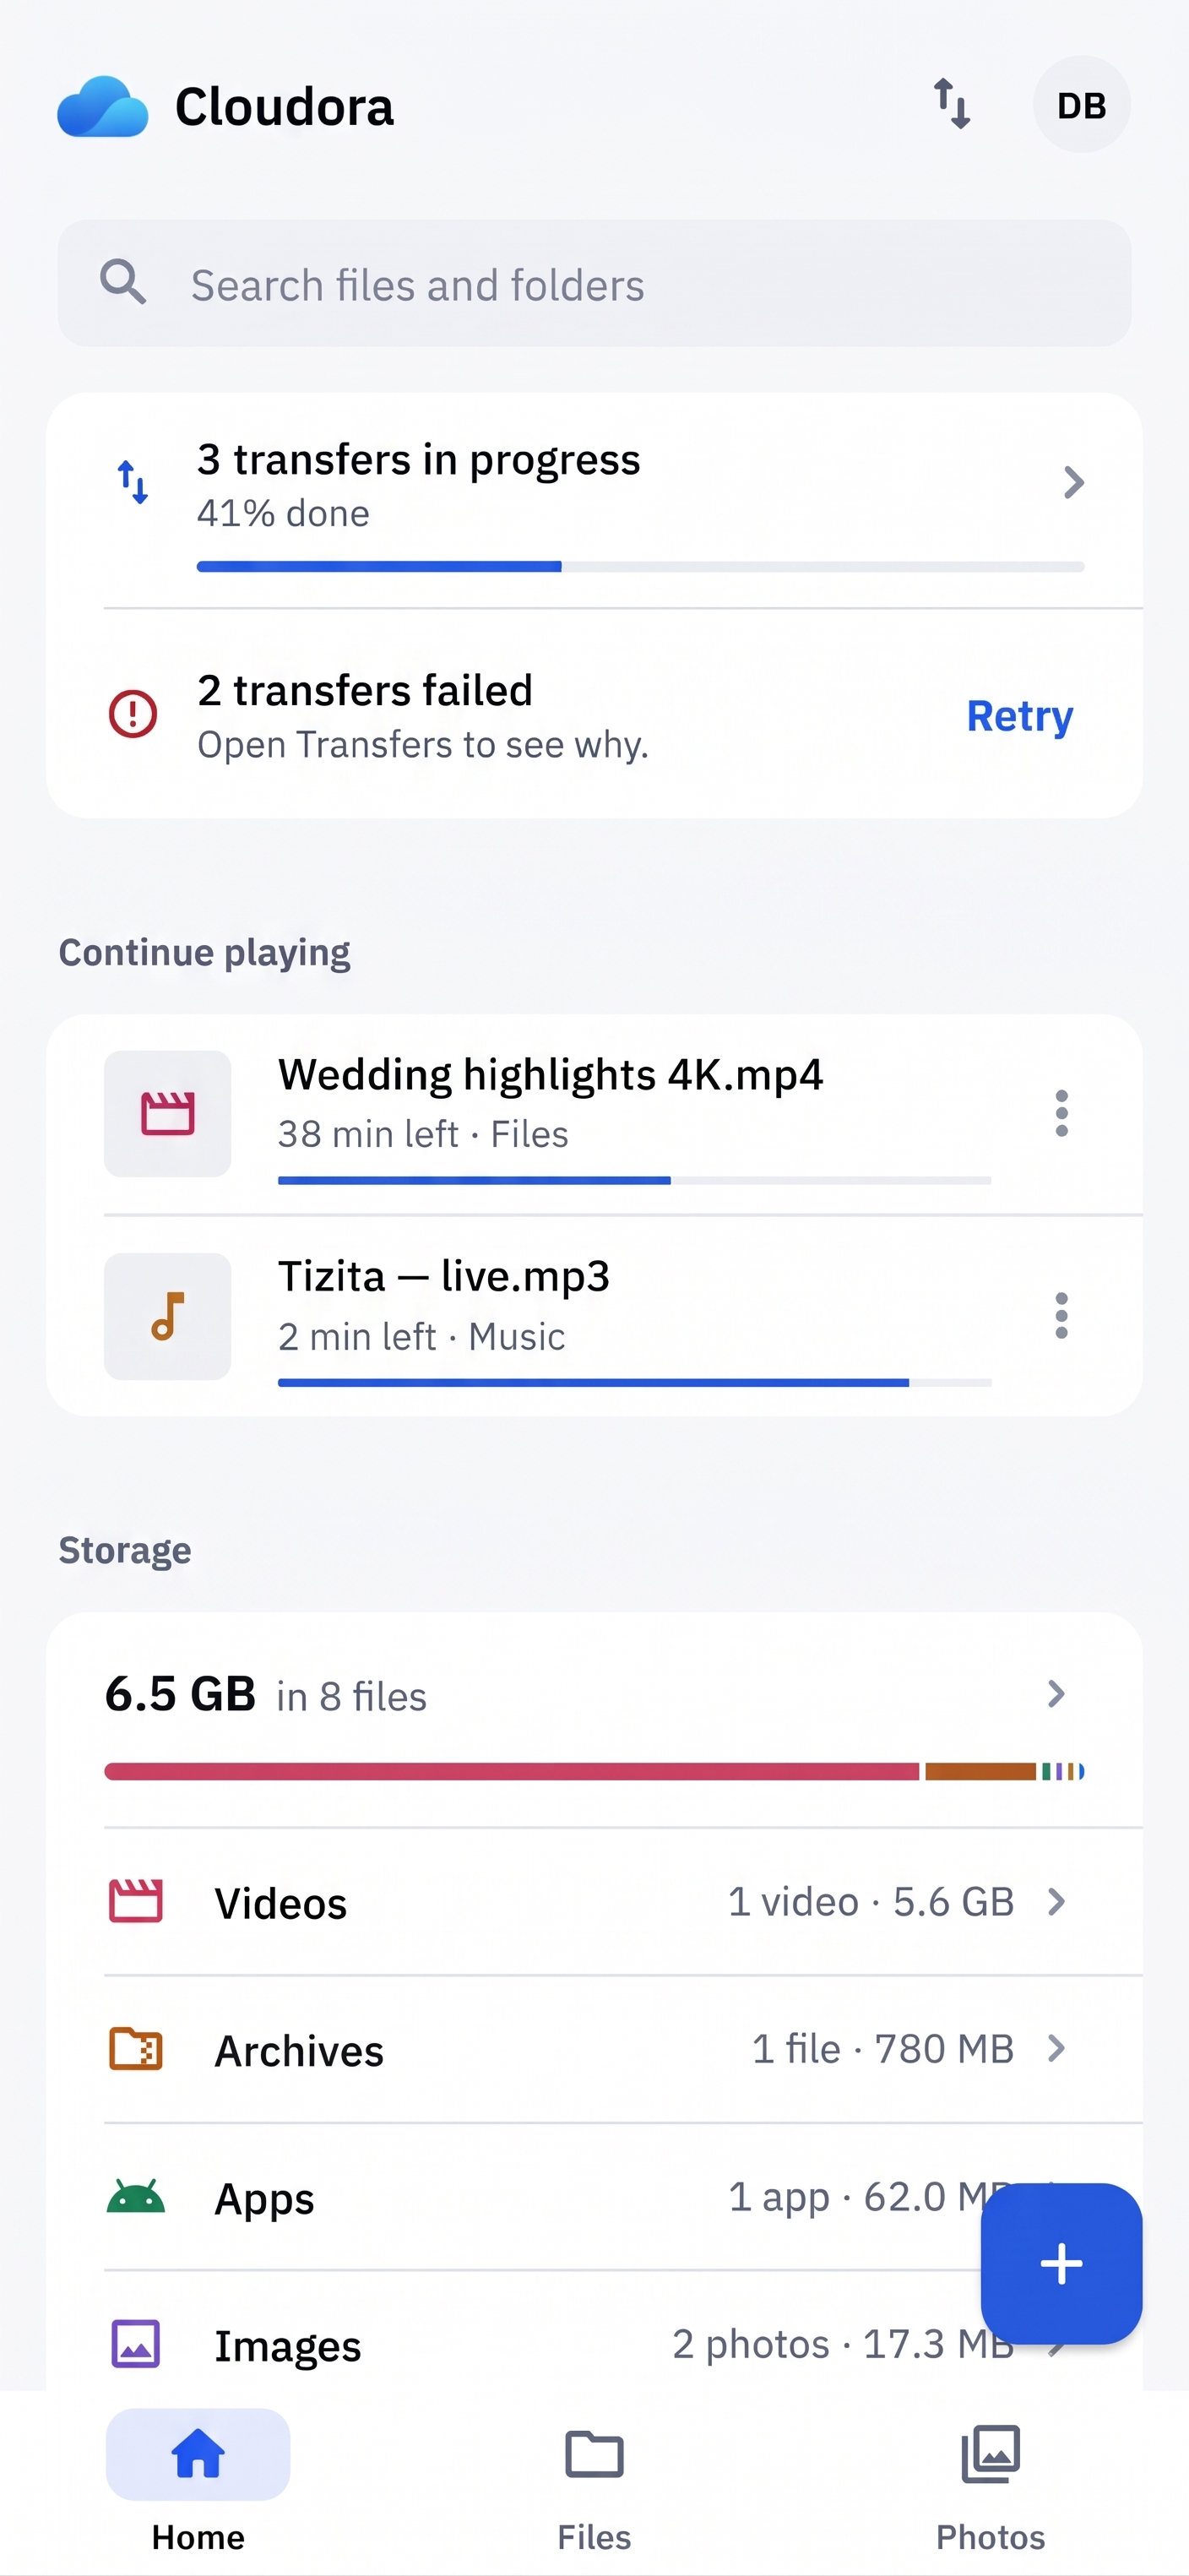 Cloudora
DB
Search files and folders
3 transfers in progress
41% done
2 transfers failed
Open Transfers to see why.
Retry
Continue playing
Wedding highlights 4K.mp4
38 min left · Files
Tizita — live.mp3
2 min left · Music
Storage
6.5 GB in 8 files
Videos 1 video · 5.6 GB
Archives 1 file · 780 MB
Apps 1 app · 62.0 MB
Images 2 photos · 17.3 MB
Home Files Photos